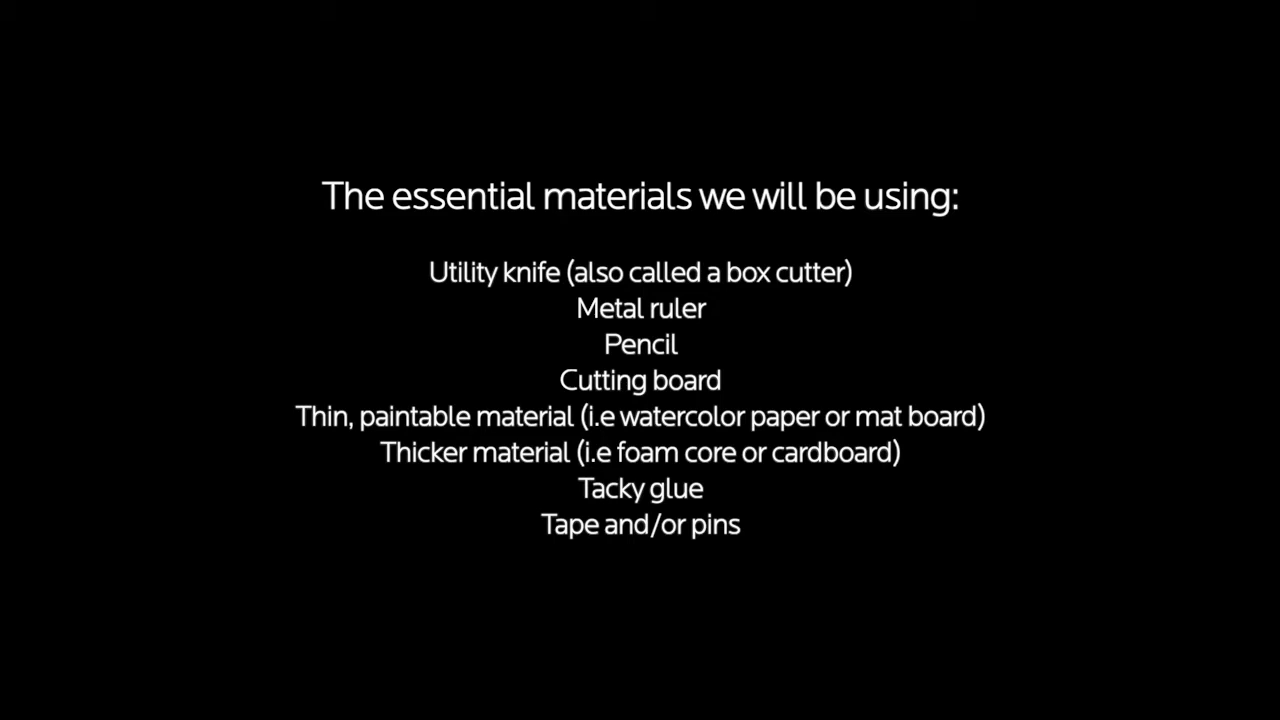 The essential materials we will be using:
Utility knife (also called a box cutter)
Metal ruler
Pencil
Cutting board
Thin, paintable material (i.e watercolor paper or mat board)
Thicker material (i.e foam core or cardboard)
Tacky glue
Tape and/or pins